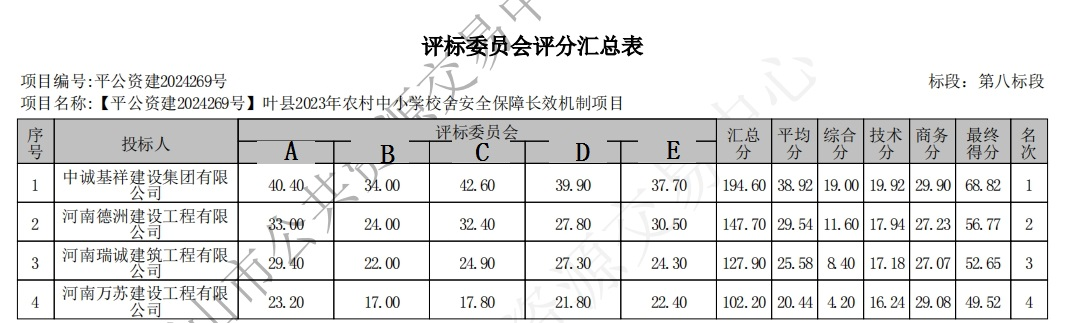 评标委员会评分汇总表
项目编号:平公资建2024269号 标段：第八标段
项目名称:【平公资建2024269号】叶县2023年农村中小学校舍安全保障长效机制项目
序号 投标人 评标委员会 汇总分 平均分 综合分 技术分 商务分 最终得分 名次
A B C D E
1 中诚基祥建设集团有限公司 40.40 34.00 42.60 39.90 37.70 194.60 38.92 19.00 19.92 29.90 68.82 1
2 河南德洲建设工程有限公司 33.00 24.00 32.40 27.80 30.50 147.70 29.54 11.60 17.94 27.23 56.77 2
3 河南瑞诚建筑工程有限公司 29.40 22.00 24.90 27.30 24.30 127.90 25.58 8.40 17.18 27.07 52.65 3
4 河南万苏建设工程有限公司 23.20 17.00 17.80 21.80 22.40 102.20 20.44 4.20 16.24 29.08 49.52 4